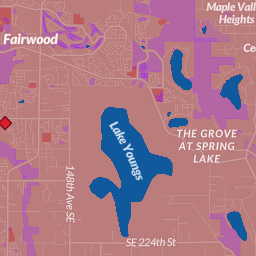 Maple Vall
Heights
Fairwood
Ce
Lake Youngs
THE GROVE
AT SPRING
LAKE
148th Ave SE
SE 224th St